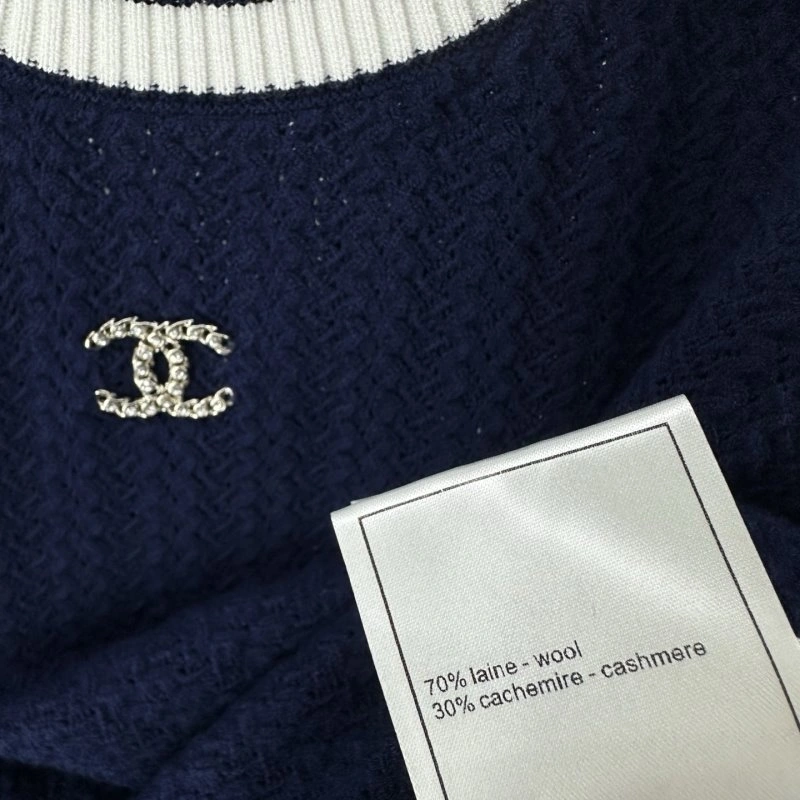 70% laine - wool
30% cachemire - cashmere